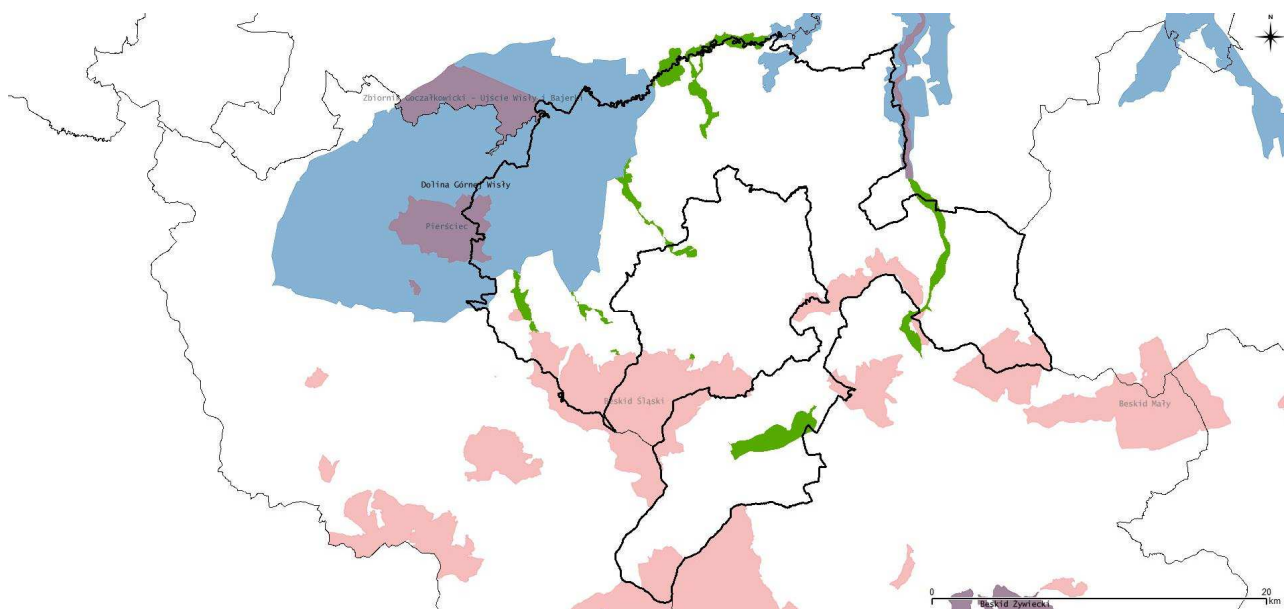 N
Zbiornik Goczałkowicki - Ujście Wisły i Bajerki
Dolina Górnej Wisły
Pierściec
Beskid Śląski
Beskid Mały
0 20
km
Beskid Żywiecki